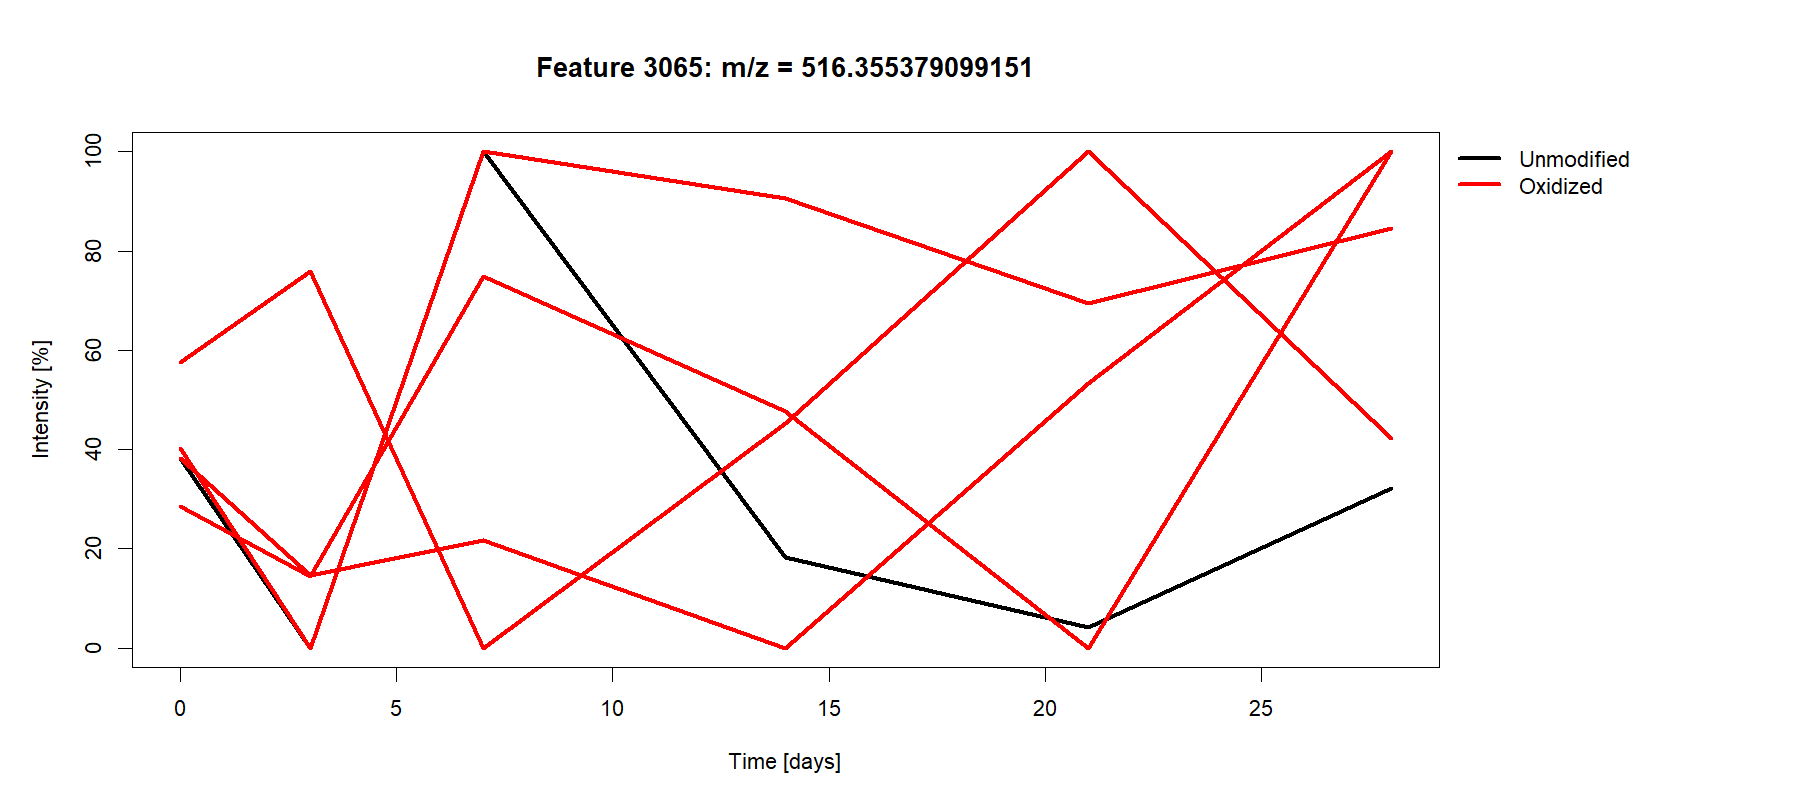 Feature 3065: m/z = 516.355379099151
Unmodified
Oxidized
Intensity [%]
100
80
60
40
20
0
0 5 10 15 20 25
Time [days]